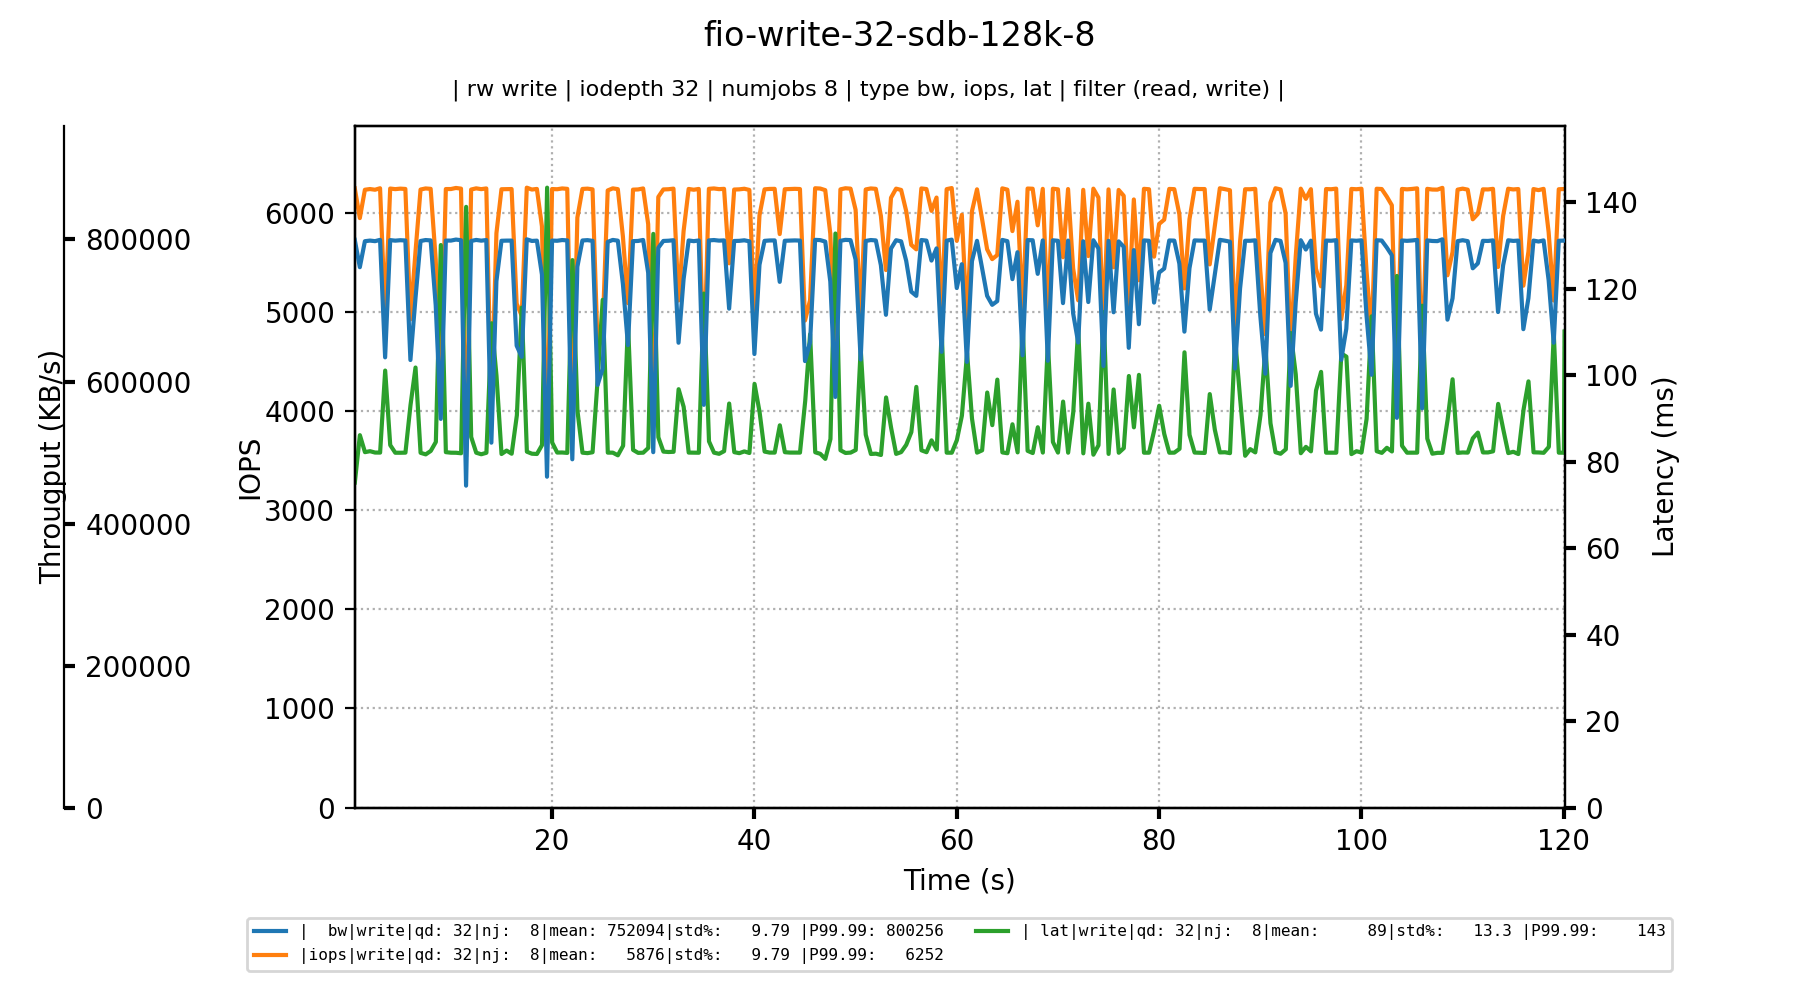 fio-write-32-sdb-128k-8
| rw write | iodepth 32 | numjobs 8 | type bw, iops, lat | filter (read, write) |
Througput (KB/s)
800000
600000
400000
200000
0
IOPS
6000
5000
4000
3000
2000
1000
0
140
120
100
80
60
40
20
0
Latency (ms)
20 40 60 80 100 120
Time (s)
|  bw|write|qd: 32|nj:  8|mean: 752094|std%:   9.79 |P99.99: 800256
|iops|write|qd: 32|nj:  8|mean:   5876|std%:   9.79 |P99.99:   6252
| lat|write|qd: 32|nj:  8|mean:     89|std%:   13.3 |P99.99:    143